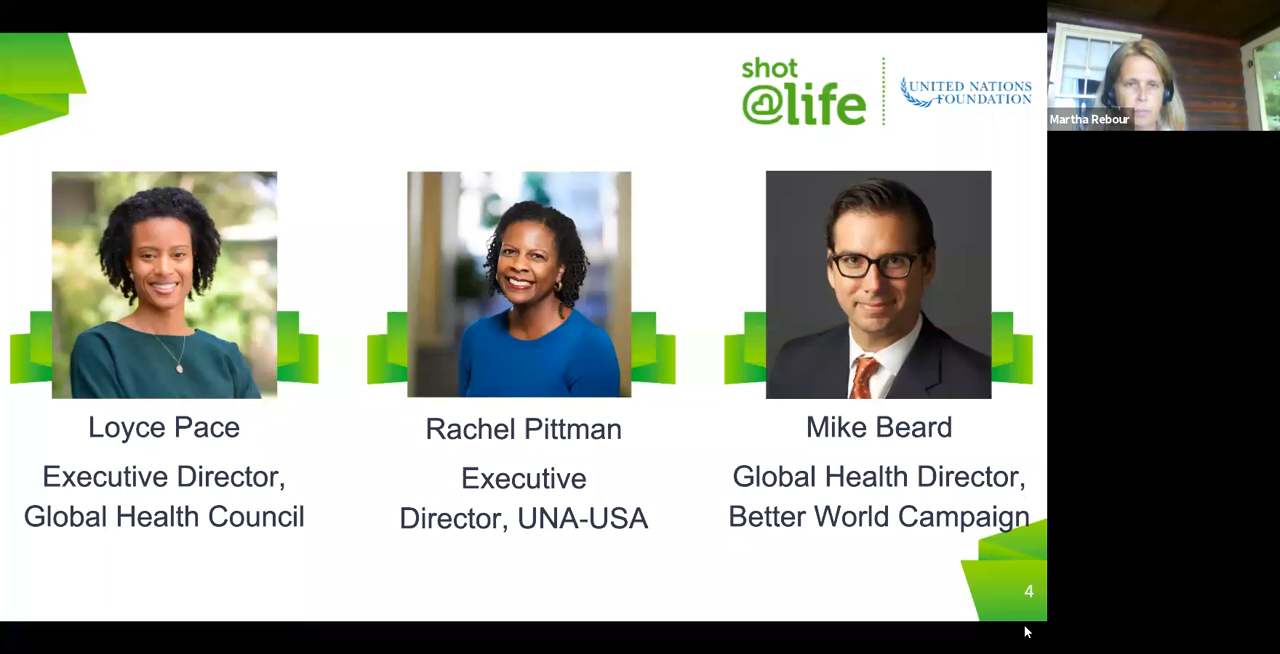 shot
@life
UNITED NATIONS
FOUNDATION
Martha Rebour
Loyce Pace
Executive Director,
Global Health Council
Rachel Pittman
Executive
Director, UNA-USA
Mike Beard
Global Health Director,
Better World Campaign
4